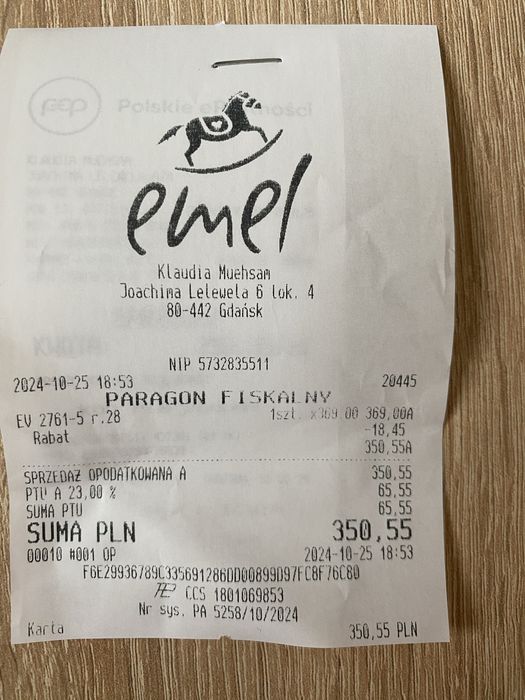 pep Polskie ePłatności
emel
Klaudia Muehsam
Joachima Lelewela 6 lok. 4
80-442 Gdańsk
NIP 5732835511
2024-10-25 18:53 20445
PARAGON FISKALNY
EV 2761-5 r.28 1szt. x369 00 369,00A
Rabat -18,45
350,55A
SPRZEDAŻ OPODATKOWANA A 350,55
PTU A 23,00 % 65,55
SUMA PTU 65,55
SUMA PLN 350,55
00010 #001 OP 2024-10-25 18:53
F6E29936789C335691286DD00899D97FC8F76C80
CCS 1801069853
Nr sys. PA 5258/10/2024
Karta 350,55 PLN